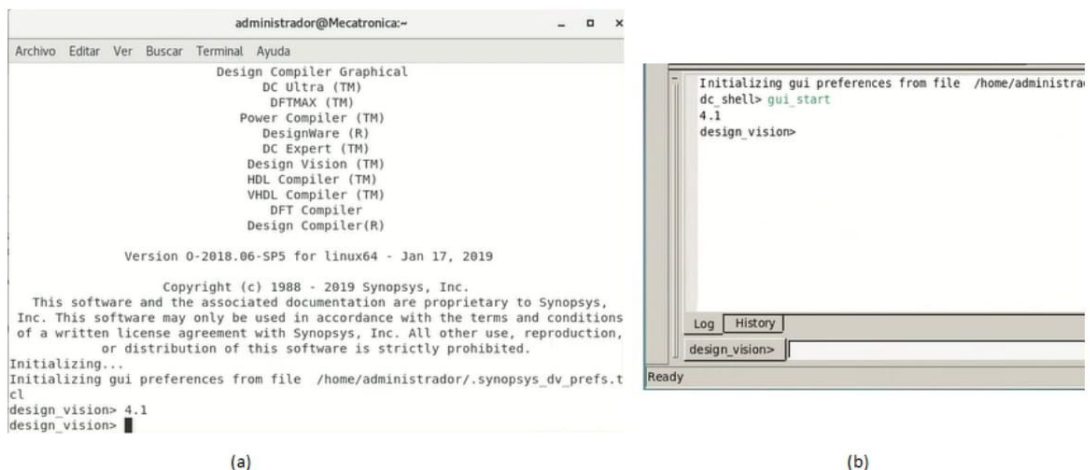 administrador@Mecatronica:~
Archivo Editar Ver Buscar Terminal Ayuda
Design Compiler Graphical
DC Ultra (TM)
DFTMAX (TM)
Power Compiler (TM)
DesignWare (R)
DC Expert (TM)
Design Vision (TM)
HDL Compiler (TM)
VHDL Compiler (TM)
DFT Compiler
Design Compiler(R)
Version O-2018.06-SP5 for linux64 - Jan 17, 2019
Copyright (c) 1988 - 2019 Synopsys, Inc.
This software and the associated documentation are proprietary to Synopsys,
Inc. This software may only be used in accordance with the terms and conditions
of a written license agreement with Synopsys, Inc. All other use, reproduction,
or distribution of this software is strictly prohibited.
Initializing...
Initializing gui preferences from file /home/administrador/.synopsys_dv_prefs.t
cl
design_vision> 4.1
design_vision>
(a)
Initializing gui preferences from file /home/administra
dc_shell> gui_start
4.1
design_vision>
Log History
design_vision>
Ready
(b)